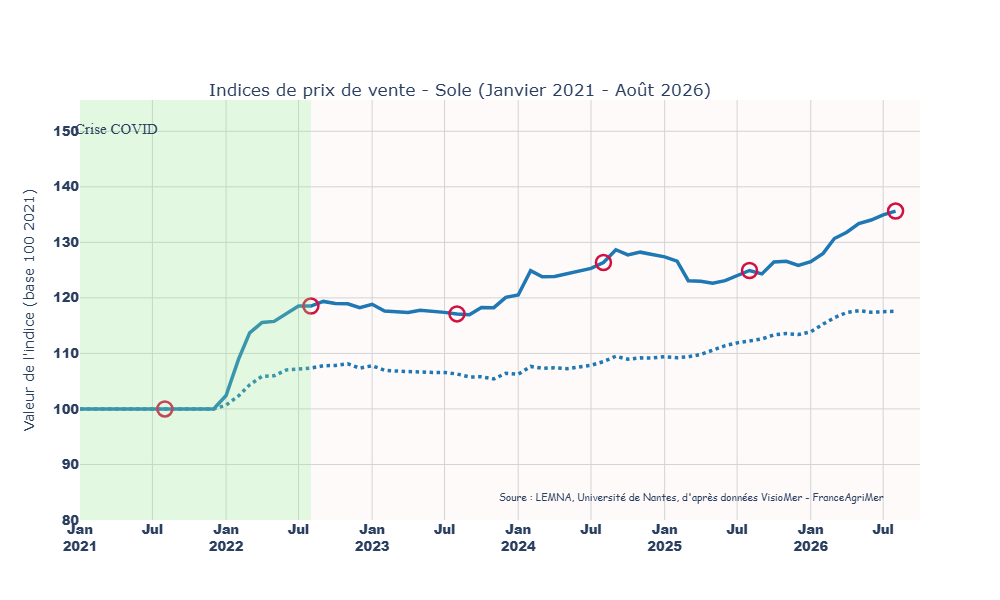 Indices de prix de vente - Sole (Janvier 2021 - Août 2026)
Valeur de l'Indice (base 100 2021)
150
Crise COVID
140
130
120
110
100
90
80
Soure : LEMNA, Université de Nantes, d'après données VisioMer - FranceAgriMer
Jan Jul Jan Jul Jan Jul Jan Jul Jan Jul Jan Jul
2021 2022 2023 2024 2025 2026